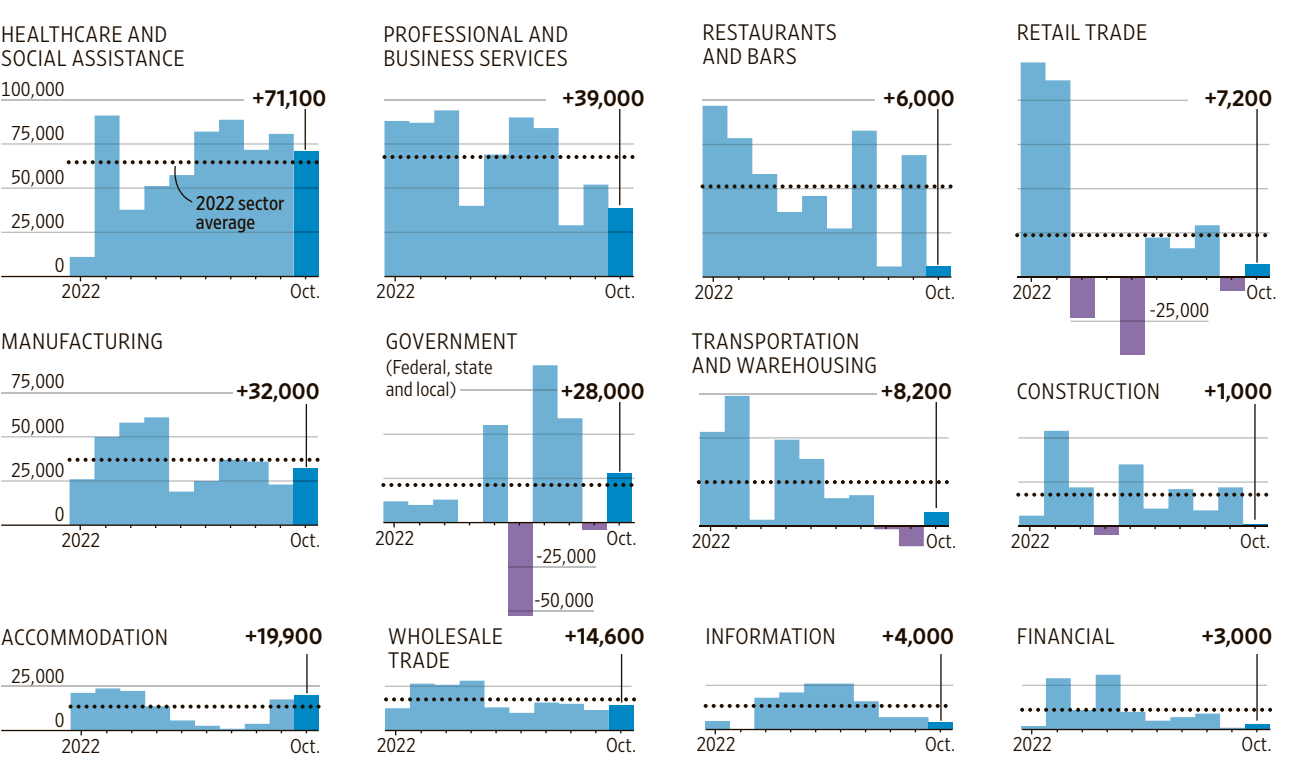 HEALTHCARE AND
SOCIAL ASSISTANCE
100,000
+71,100
75,000
50,000
2022 sector
average
25,000
0
2022
Oct.
PROFESSIONAL AND
BUSINESS SERVICES
+39,000
2022
Oct.
RESTAURANTS
AND BARS
+6,000
2022
Oct.
RETAIL TRADE
+7,200
2022
Oct.
-25,000
MANUFACTURING
75,000
+32,000
50,000
25,000
0
2022
Oct.
GOVERNMENT
(Federal, state
and local)
+28,000
2022
Oct.
-25,000
-50,000
TRANSPORTATION
AND WAREHOUSING
+8,200
2022
Oct.
CONSTRUCTION
+1,000
2022
Oct.
ACCOMMODATION
+19,900
25,000
0
2022
Oct.
WHOLESALE
TRADE
+14,600
2022
Oct.
INFORMATION
+4,000
2022
Oct.
FINANCIAL
+3,000
2022
Oct.